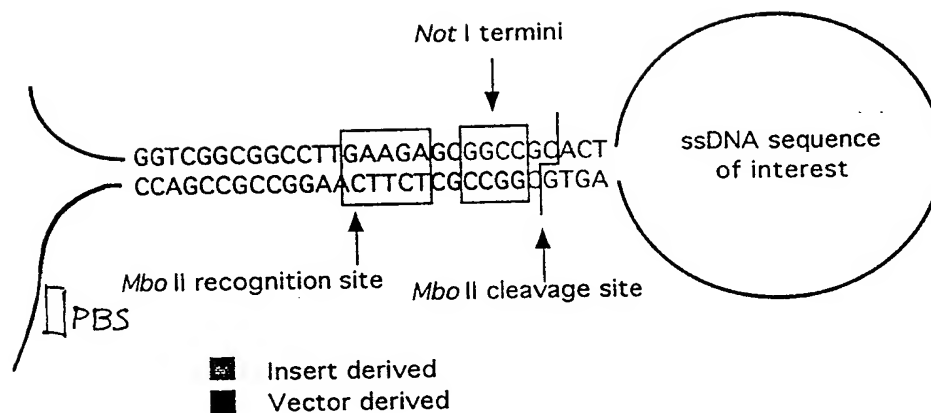 Not I termini
GGTCGGCGGCCTTGAAGAGCGGCCGCACT
CCAGCCGCCGGAACTTCTCGCCGGCGTGA
ssDNA sequence
of interest
Mbo II recognition site
Mbo II cleavage site
PBS
Insert derived
Vector derived